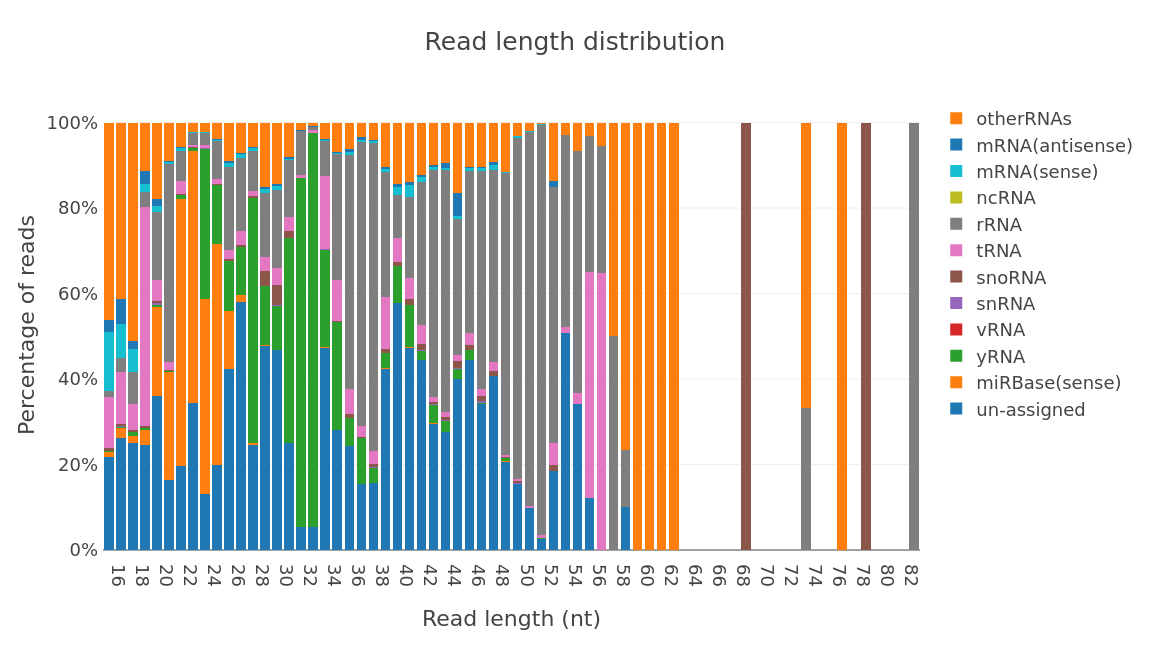 Read length distribution
100%
80%
60%
40%
20%
0%
Percentage of reads
16
18
20
22
24
26
28
30
32
34
36
38
40
42
44
46
48
50
52
54
56
58
60
62
64
66
68
70
72
74
76
78
80
82
Read length (nt)
otherRNAs
mRNA(antisense)
mRNA(sense)
ncRNA
rRNA
tRNA
snoRNA
snRNA
vRNA
yRNA
miRBase(sense)
un-assigned